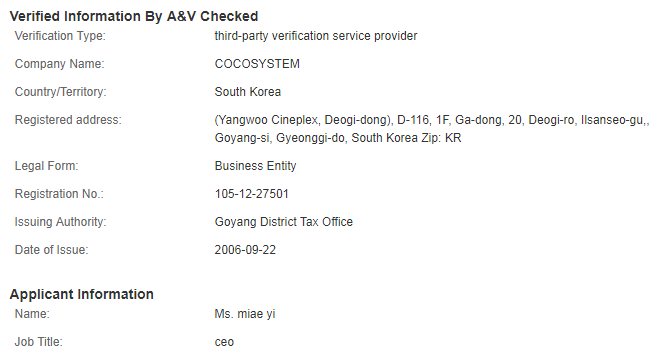 Verified Information By A&V Checked
Verification Type: third-party verification service provider
Company Name: COCOSYSTEM
Country/Territory: South Korea
Registered address: (Yangwoo Cineplex, Deogi-dong), D-116, 1F, Ga-dong, 20, Deogi-ro, Ilsanseo-gu,,
Goyang-si, Gyeonggi-do, South Korea Zip: KR
Legal Form: Business Entity
Registration No.: 105-12-27501
Issuing Authority: Goyang District Tax Office
Date of Issue: 2006-09-22
Applicant Information
Name: Ms. miae yi
Job Title: ceo